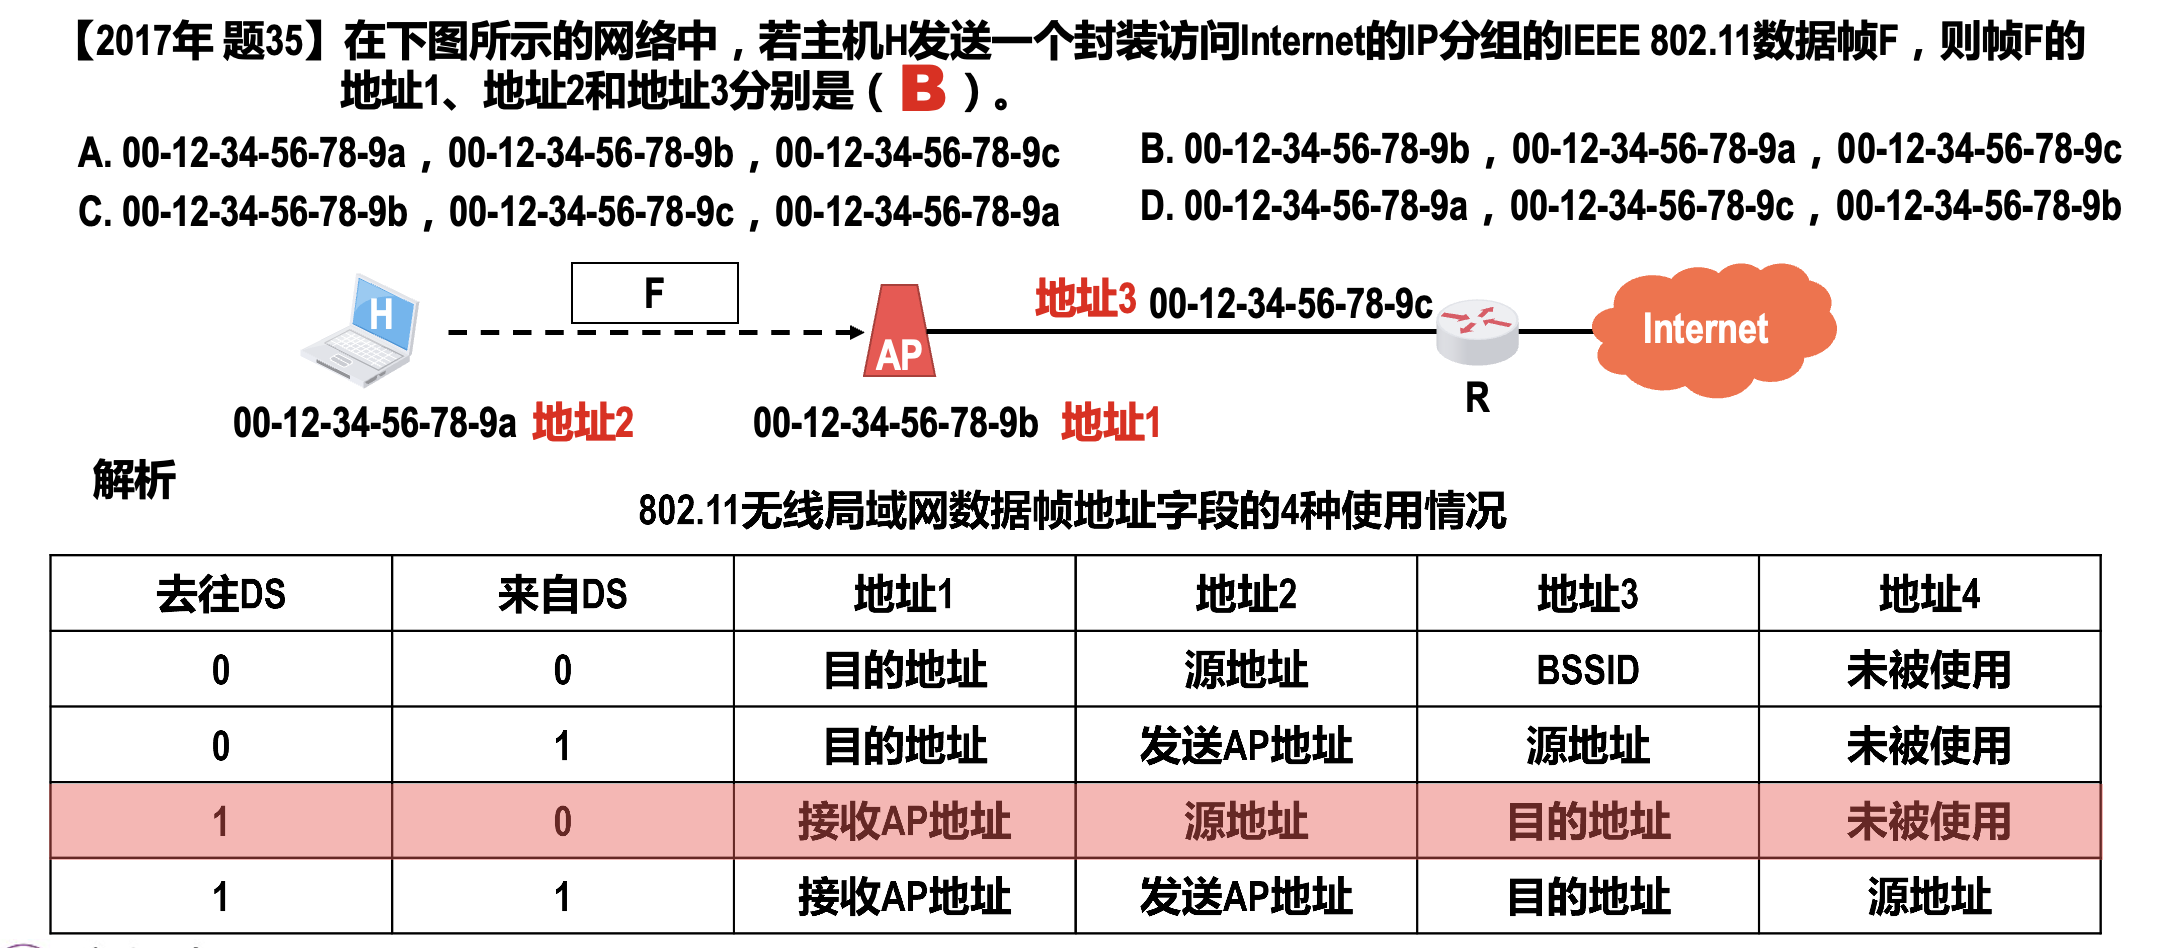 【2017年 题35】在下图所示的网络中，若主机H发送一个封装访问Internet的IP分组的IEEE 802.11数据帧F，则帧F的
地址1、地址2和地址3分别是（ B ）。
A. 00-12-34-56-78-9a，00-12-34-56-78-9b，00-12-34-56-78-9c
B. 00-12-34-56-78-9b，00-12-34-56-78-9a，00-12-34-56-78-9c
C. 00-12-34-56-78-9b，00-12-34-56-78-9c，00-12-34-56-78-9a
D. 00-12-34-56-78-9a，00-12-34-56-78-9c，00-12-34-56-78-9b
F
地址3 00-12-34-56-78-9c
H
AP
Internet
R
00-12-34-56-78-9a 地址2
00-12-34-56-78-9b 地址1
解析
802.11无线局域网数据帧地址字段的4种使用情况
去往DS 来自DS 地址1 地址2 地址3 地址4
0 0 目的地址 源地址 BSSID 未被使用
0 1 目的地址 发送AP地址 源地址 未被使用
1 0 接收AP地址 源地址 目的地址 未被使用
1 1 接收AP地址 发送AP地址 目的地址 源地址